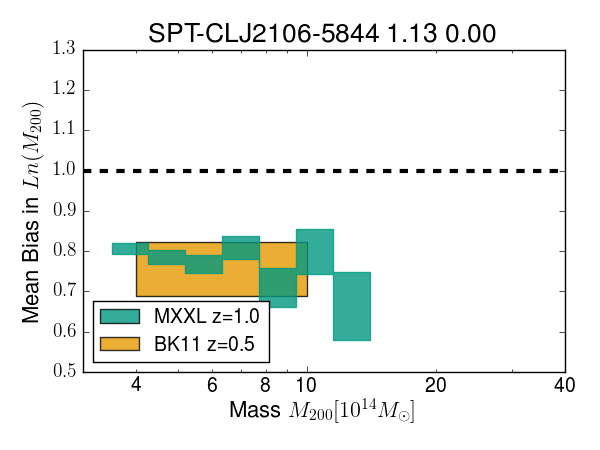 SPT-CLJ2106-5844 1.13 0.00
1.3
1.2
1.1
1.0
0.9
0.8
0.7
0.6
0.5
Mean Bias in Ln(M₂₀₀)
MXXL z=1.0
BK11 z=0.5
4 6 8 10 20 40
Mass M₂₀₀[10¹⁴M☉]